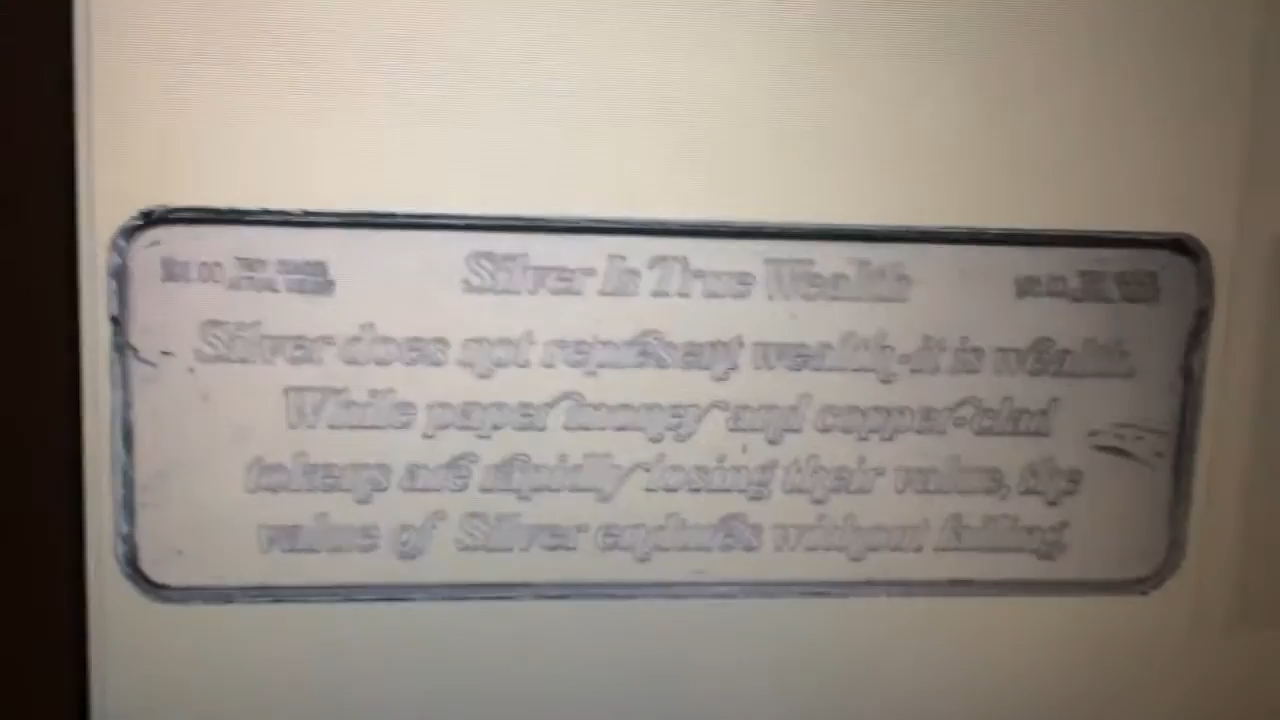 Silver Is True Wealth
Silver does not represent wealth-it is wealth.
While paper money and copper-clad
tokens are rapidly losing their value, the
value of Silver endures without failing.